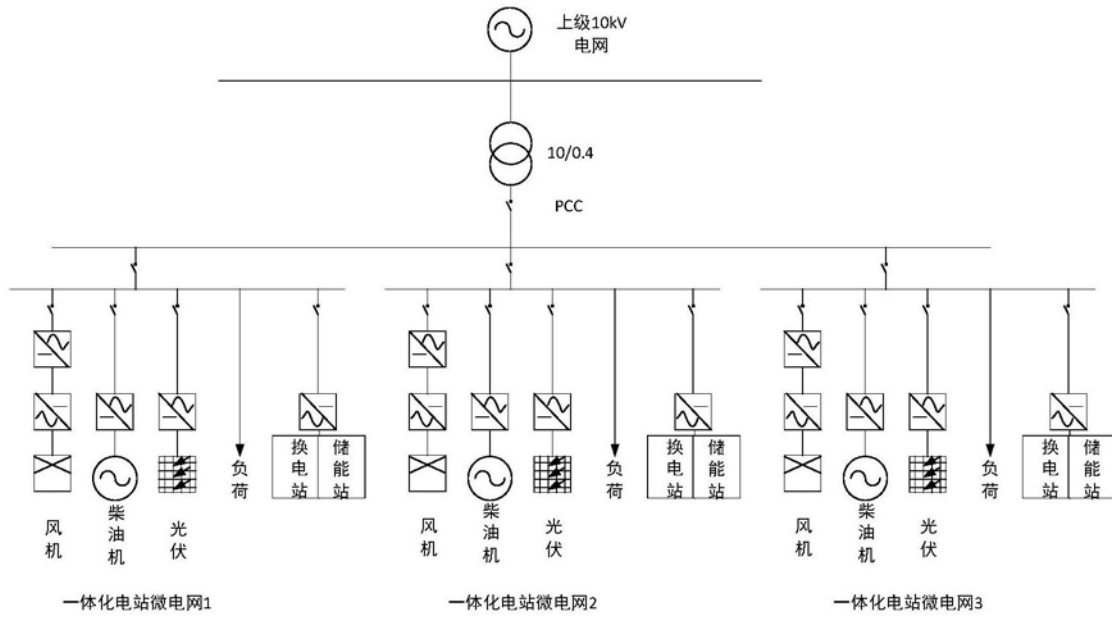 上级10kV
电网
10/0.4
PCC
换电站
储能站
负荷
风机
柴油机
光伏
一体化电站微电网1
换电站
储能站
负荷
风机
柴油机
光伏
一体化电站微电网2
换电站
储能站
负荷
风机
柴油机
光伏
一体化电站微电网3